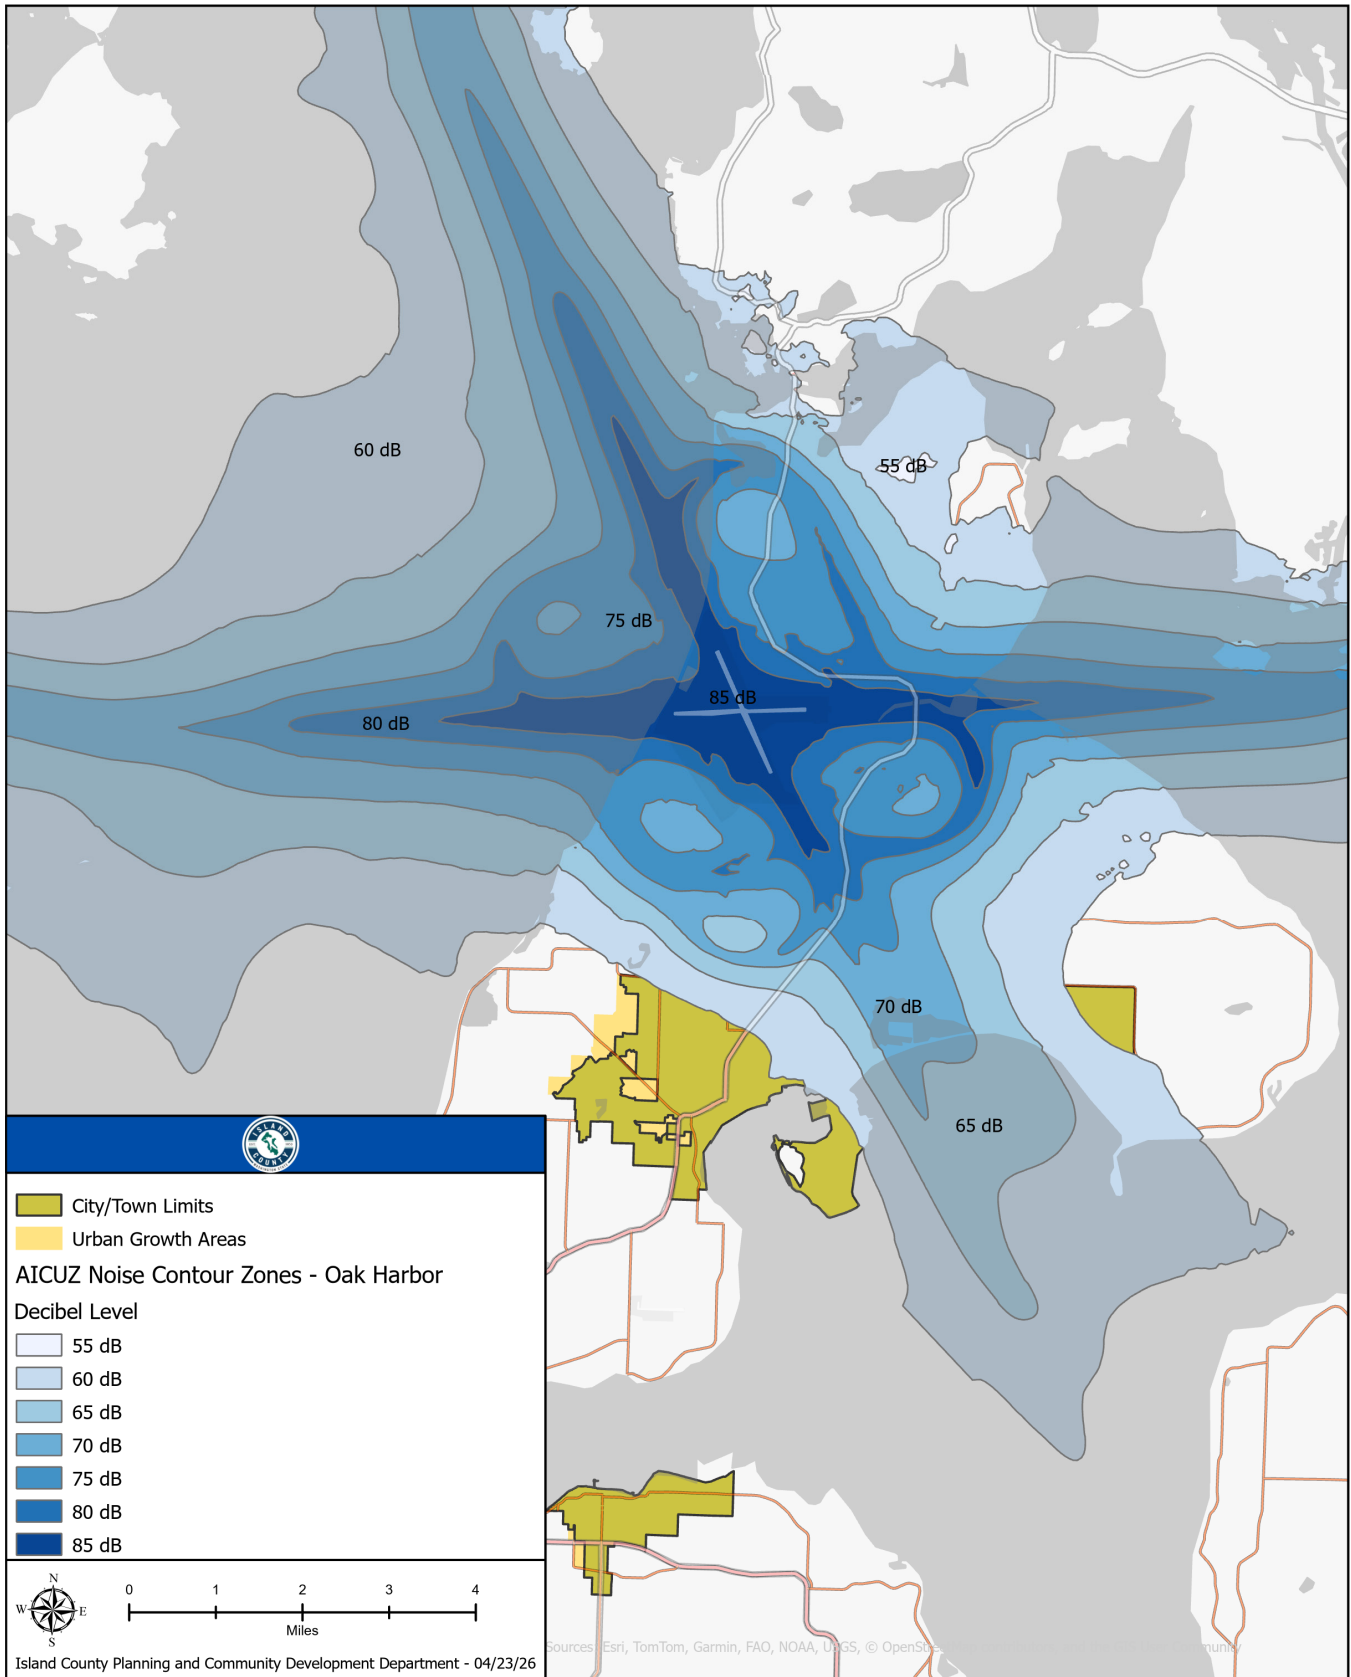 60 dB
55 dB
75 dB
85 dB
80 dB
70 dB
65 dB
ISLAND
COUNTY
City/Town Limits
Urban Growth Areas
AICUZ Noise Contour Zones - Oak Harbor
Decibel Level
55 dB
60 dB
65 dB
70 dB
75 dB
80 dB
85 dB
N
W E
S
0 1 2 3 4
Miles
Island County Planning and Community Development Department - 04/23/26
Sources: Esri, TomTom, Garmin, FAO, NOAA, USGS, ©